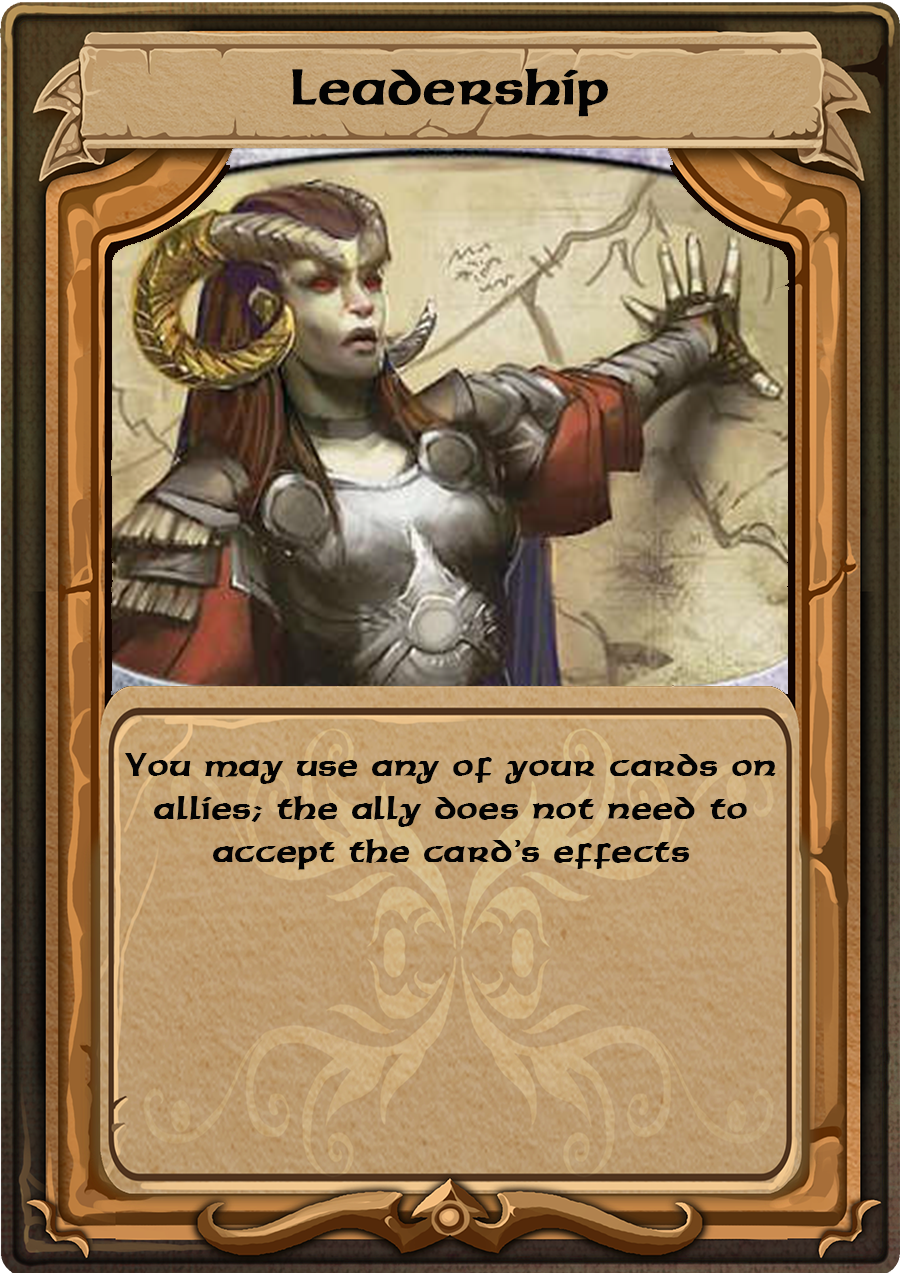 Leadership
You may use any of your cards on
allies; the ally does not need to
accept the card's effects